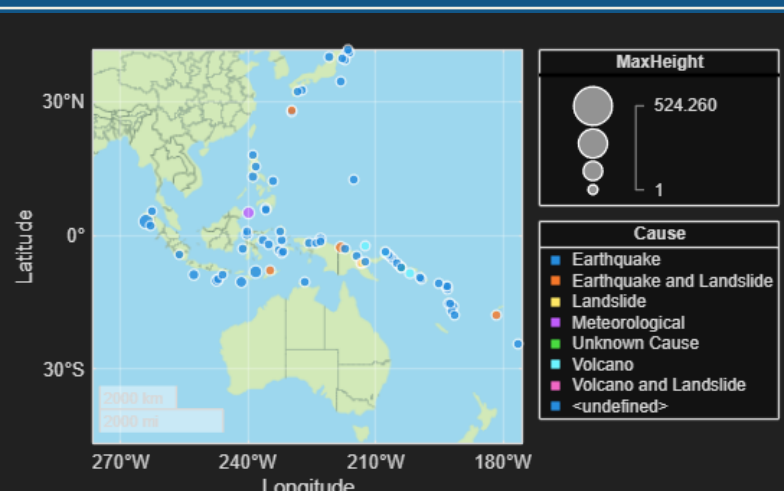 MaxHeight
524.260
1
30°N
Latitude
0°
30°S
Cause
Earthquake
Earthquake and Landslide
Landslide
Meteorological
Unknown Cause
Volcano
Volcano and Landslide
<undefined>
2000 km
2000 mi
270°W 240°W 210°W 180°W
Longitude